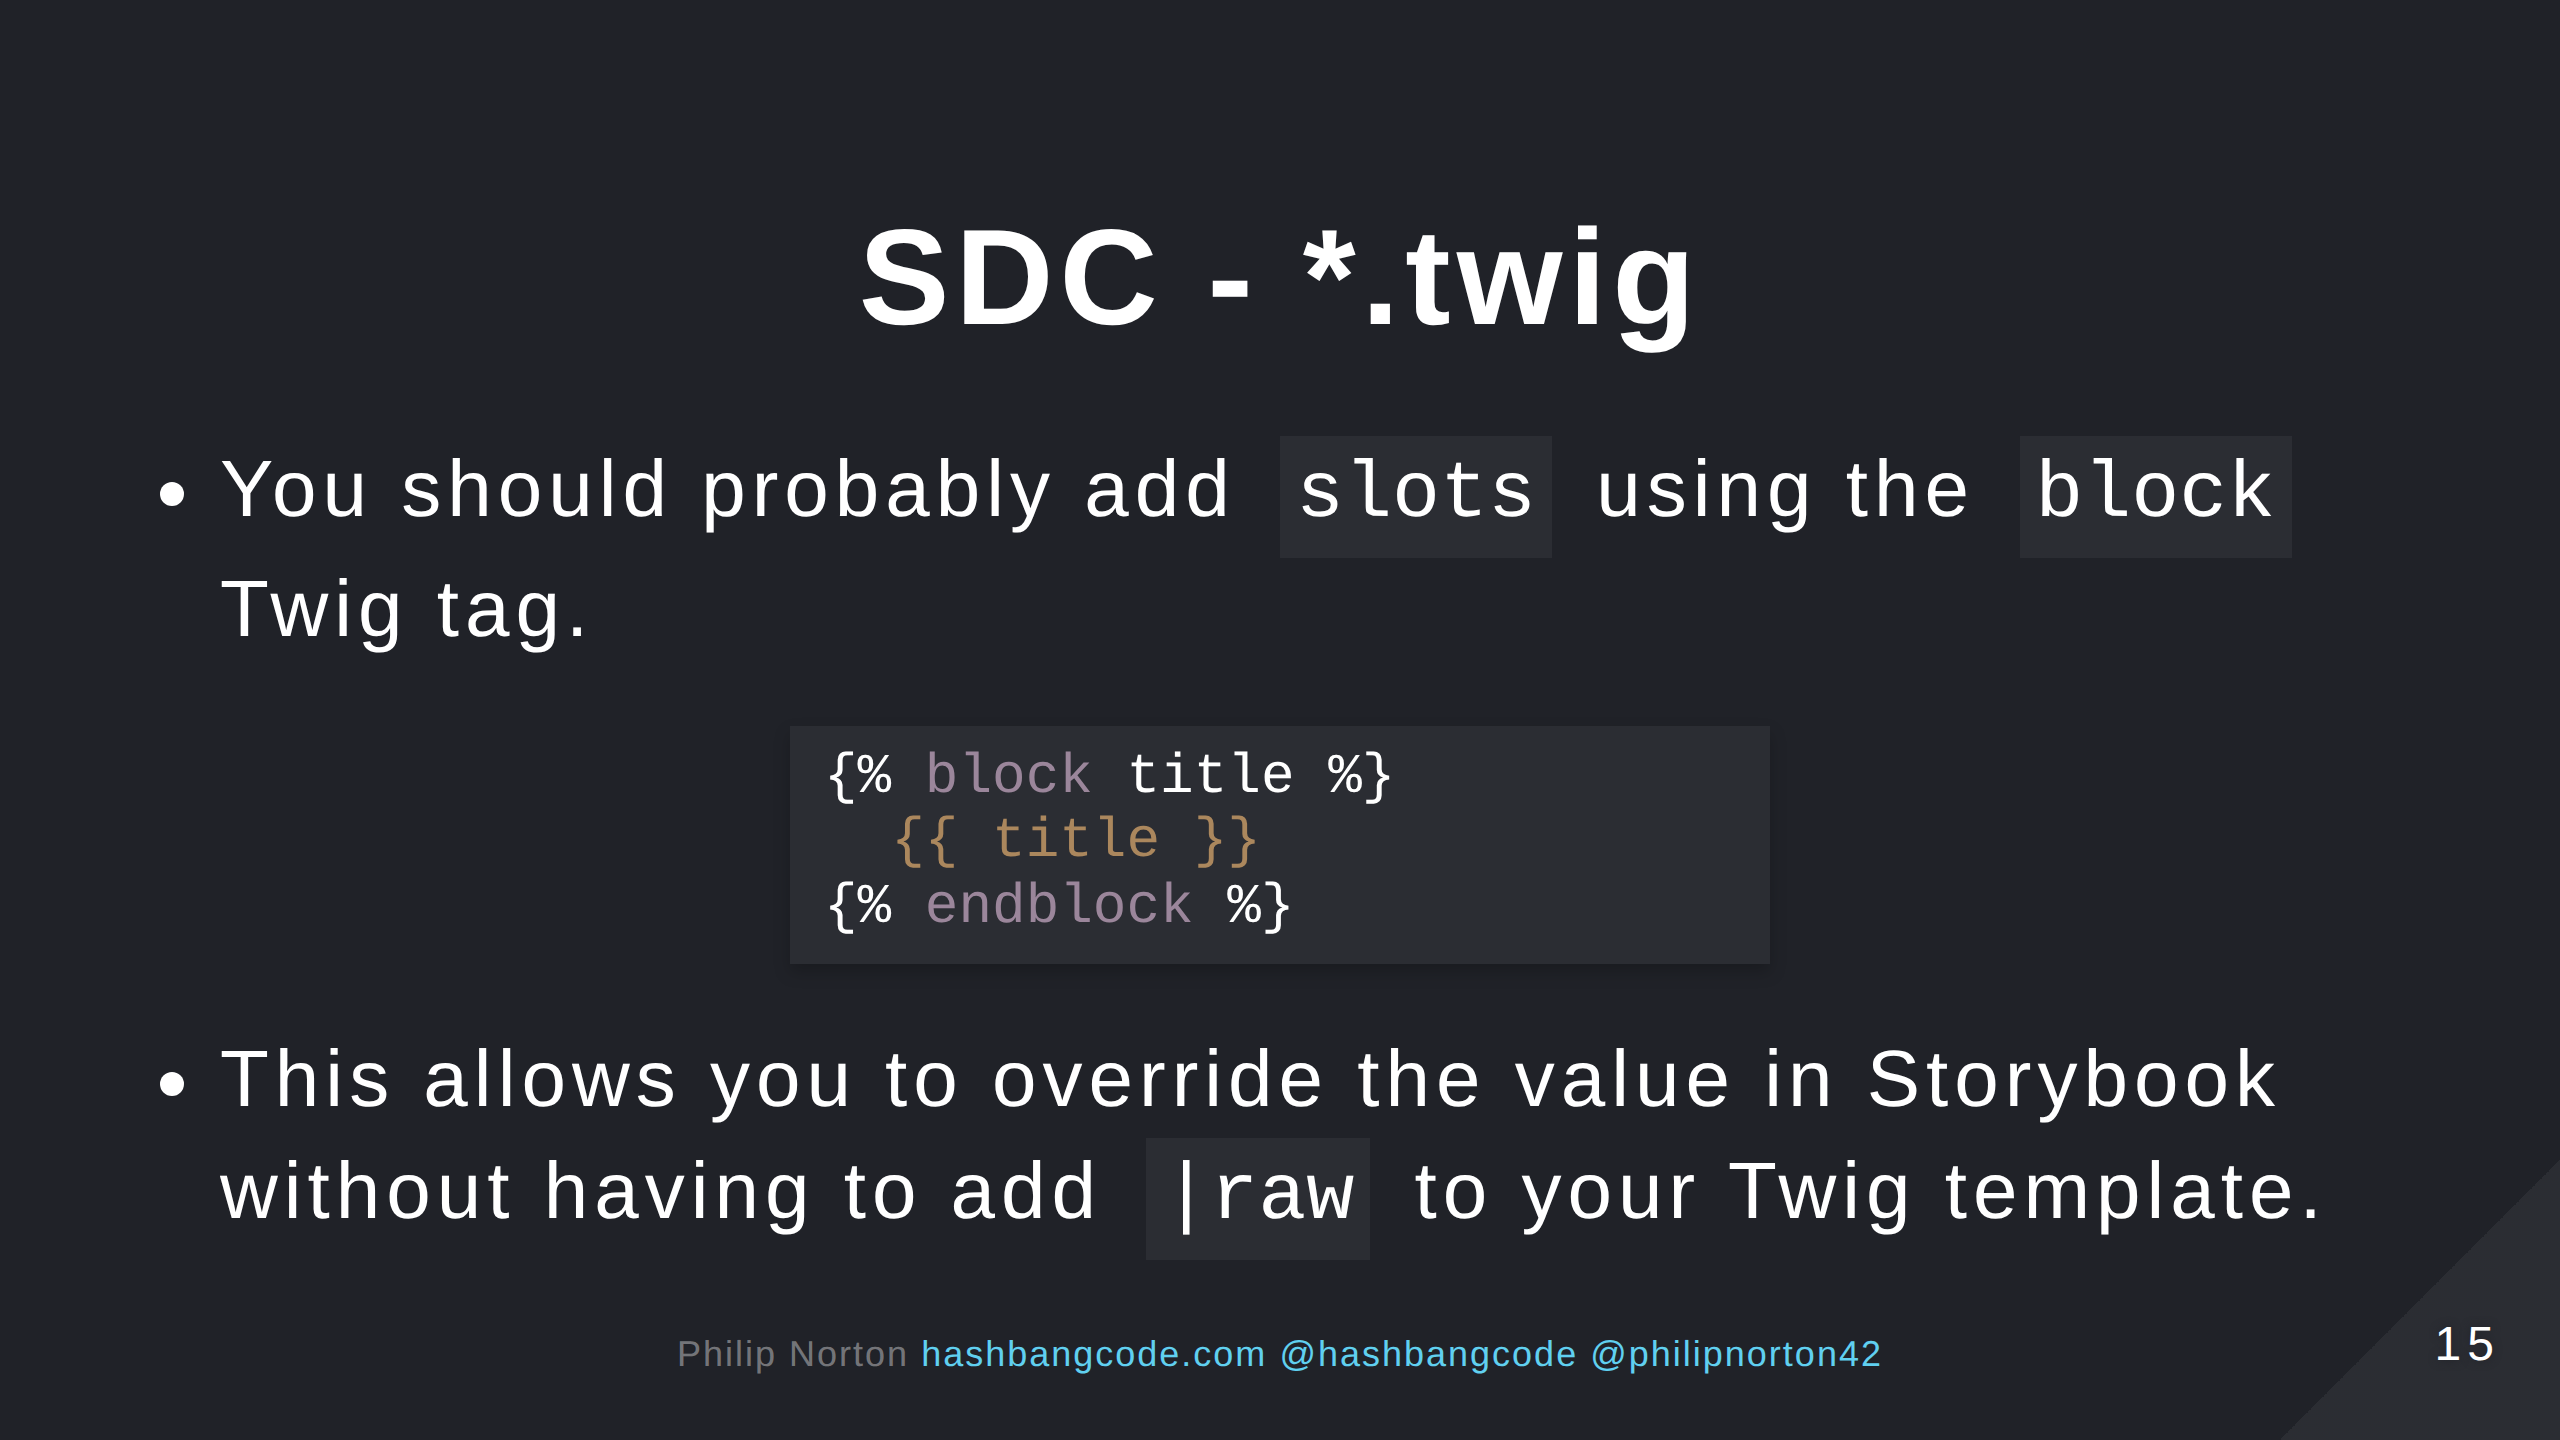 SDC - *.twig
• You should probably add slots using the block
Twig tag.
{% block title %}
  {{ title }}
{% endblock %}
• This allows you to override the value in Storybook
without having to add |raw to your Twig template.
Philip Norton hashbangcode.com @hashbangcode @philipnorton42
15